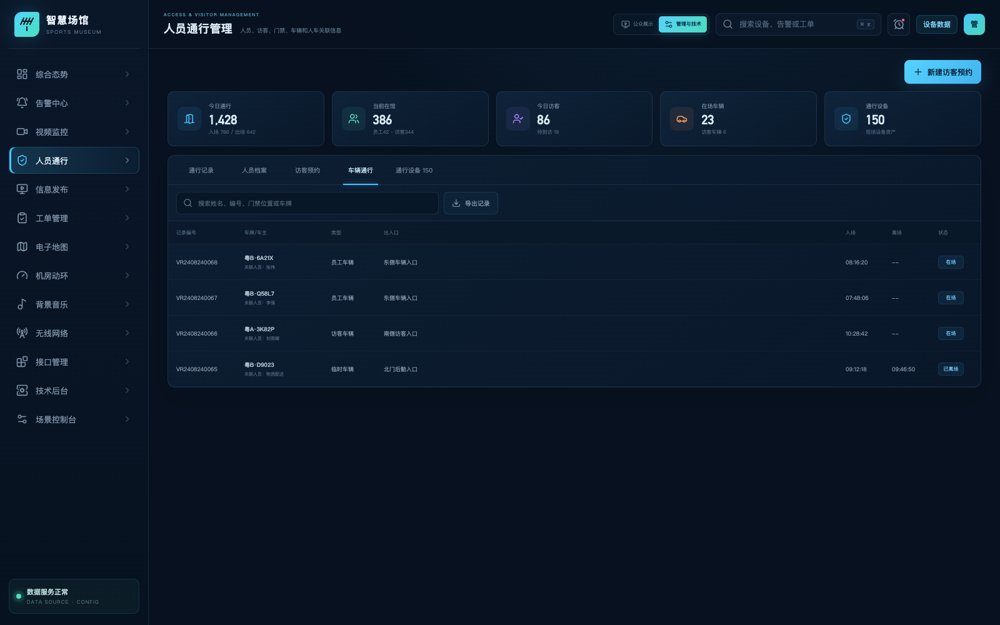 智慧场馆
SPORTS MUSEUM
综合态势
告警中心
视频监控
人员通行
信息发布
工单管理
电子地图
机房动环
背景音乐
无线网络
接口管理
技术后台
场景控制台
数据服务正常
DATA SOURCE · CONFIG
ACCESS & VISITOR MANAGEMENT
人员通行管理 人员、访客、门禁、车辆和人车关联信息
公众展示 管理与技术
搜索设备、告警或工单 ⌘ K
设备数据 管
新建访客预约
今日通行
1,428
入场 786 / 出场 642
当前在馆
386
员工42 · 访客344
今日访客
86
待到访 18
在场车辆
23
访客车辆 6
通行设备
150
现场设备资产
通行记录 人员档案 访客预约 车辆通行 通行设备 150
搜索姓名、编号、门禁位置或车牌 导出记录
记录编号 车牌/车主 类型 出入口 入场 离场 状态
VR2408240068 粤B·6A21X 员工车辆 东侧车辆入口 08:16:20 —— 在场
关联人员：张伟
VR2408240067 粤B·Q58L7 员工车辆 东侧车辆入口 07:48:06 —— 在场
关联人员：李强
VR2408240066 粤A·3K82P 访客车辆 南侧访客入口 10:28:42 —— 在场
关联人员：刘雨晴
VR2408240065 粤B·D9023 临时车辆 北门后勤入口 09:12:18 09:46:50 已离场
关联人员：物流配送